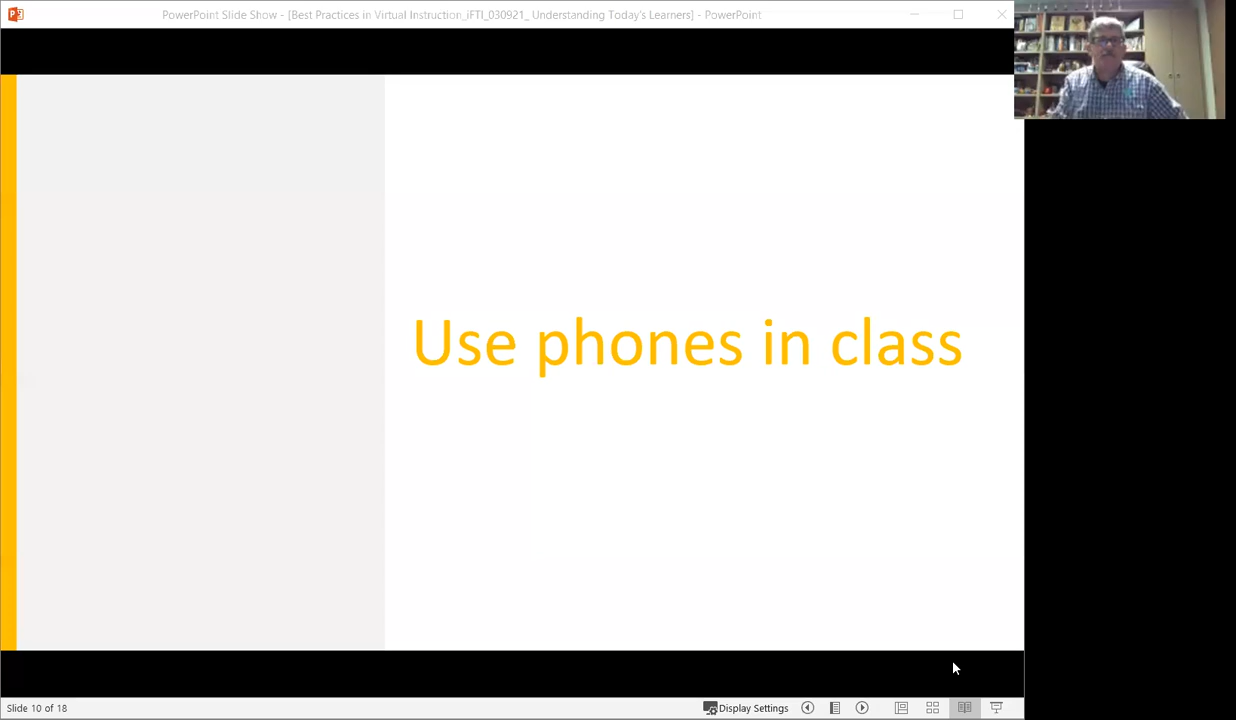 PowerPoint Slide Show - [Best Practices in Virtual Instruction_iFTI_030921_ Understanding Today's Learners] - PowerPoint
Use phones in class
Slide 10 of 18
Display Settings